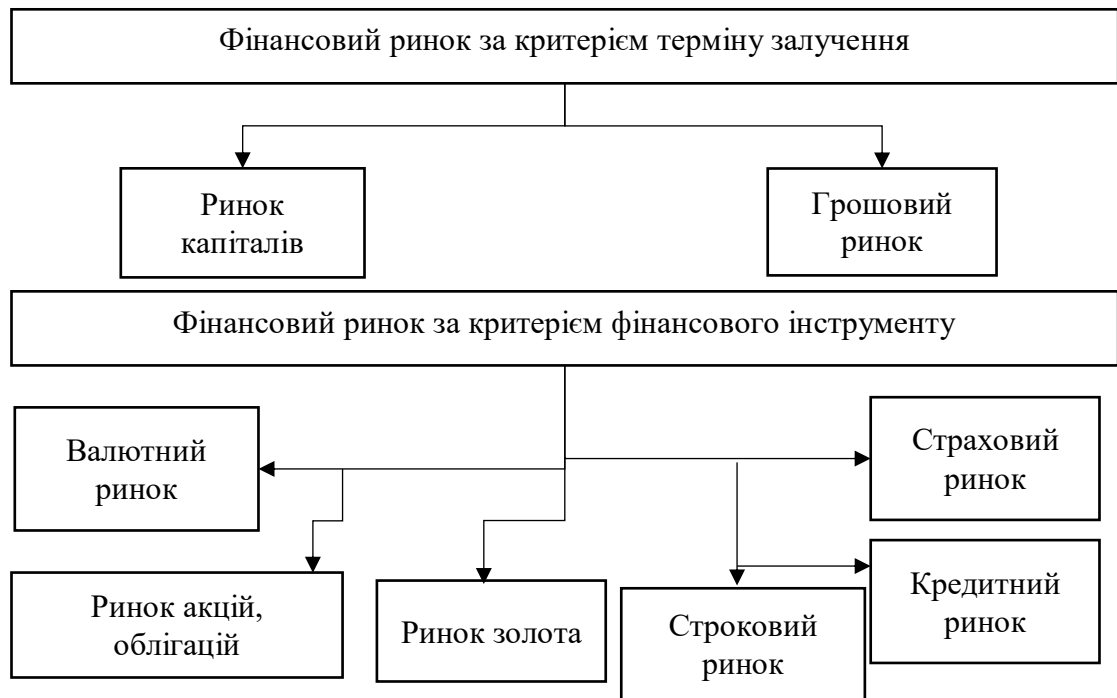 Фінансовий ринок за критерієм терміну залучення
Ринок
капіталів
Грошовий
ринок
Фінансовий ринок за критерієм фінансового інструменту
Валютний
ринок
Страховий
ринок
Ринок акцій,
облігацій
Ринок золота
Строковий
ринок
Кредитний
ринок